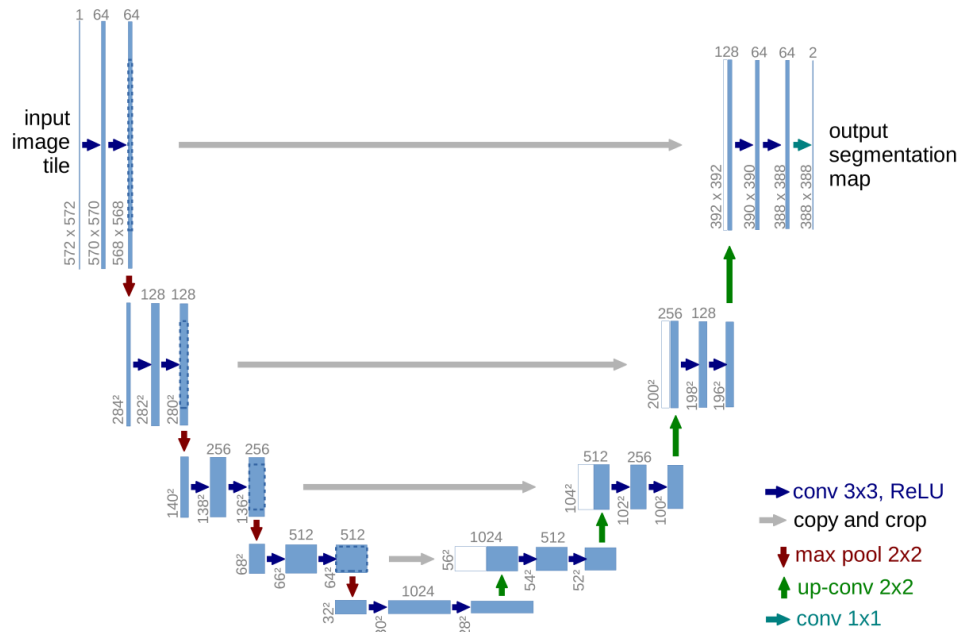 1 64 64
input
image
tile
572 x 572
570 x 570
568 x 568
128 64 64 2
output
segmentation
map
392 x 392
390 x 390
388 x 388
388 x 388
128 128
284²
282²
280²
256 128
200²
198²
196²
256 256
140²
138²
136²
512 256
104²
102²
100²
512 512
68²
66²
64²
1024 512
56²
54²
52²
1024
32²
30²
28²
conv 3x3, ReLU
copy and crop
max pool 2x2
up-conv 2x2
conv 1x1